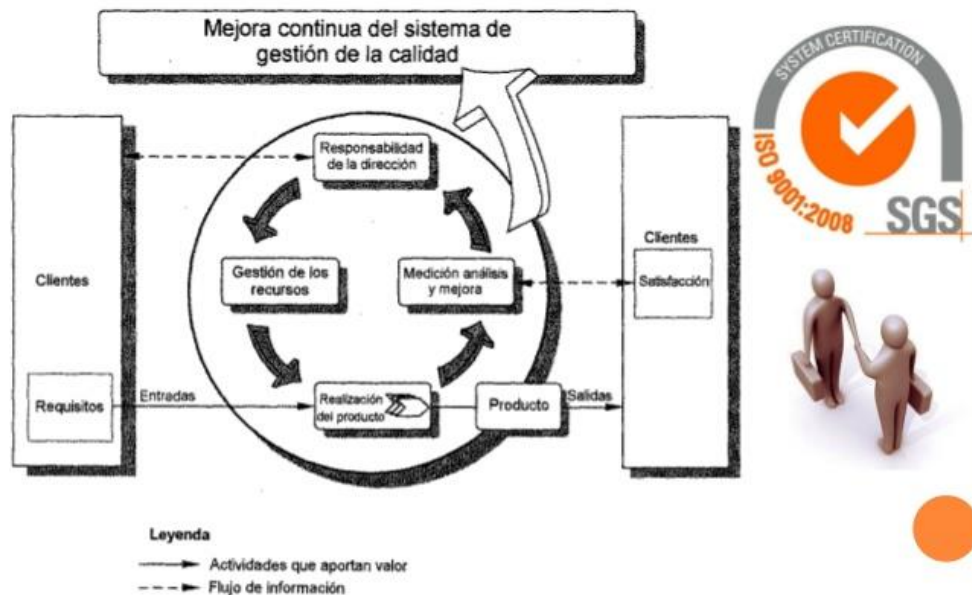 Mejora continua del sistema de
gestión de la calidad
Responsabilidad
de la dirección
Clientes
Gestión de los
recursos
Medición análisis
y mejora
Clientes
Satisfacción
Requisitos
Entradas
Realización
del producto
Producto
Salidas
Leyenda
Actividades que aportan valor
Flujo de información
SYSTEM CERTIFICATION
ISO 9001:2008
SGS